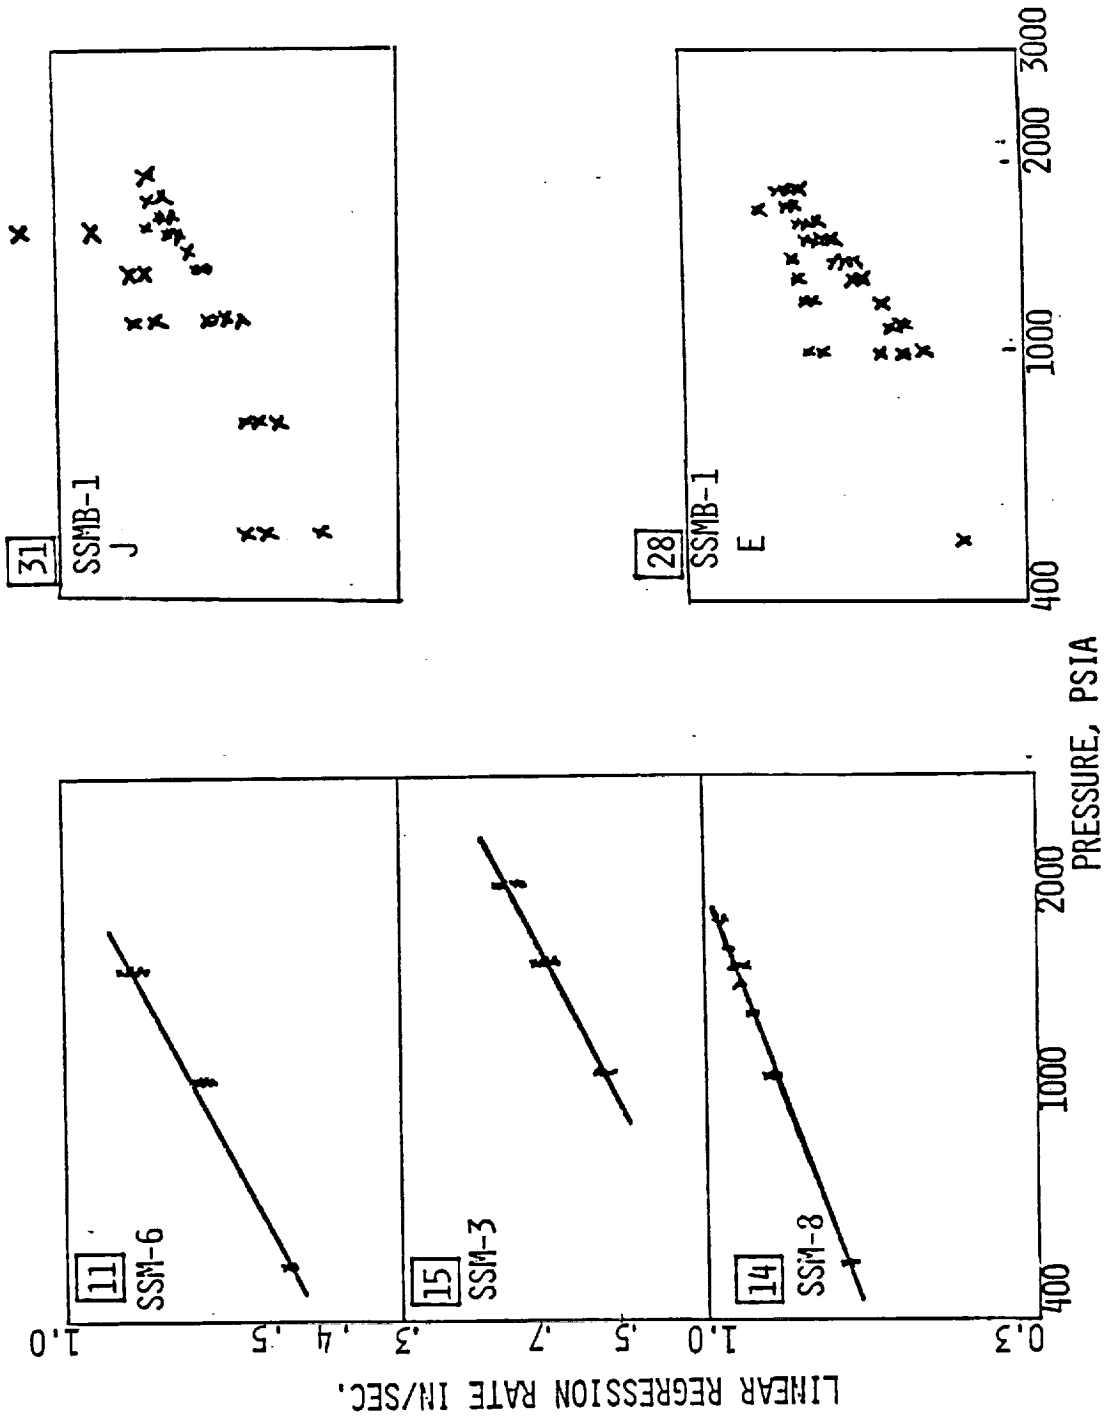 11
SSM-6
15
SSM-3
14
SSM-8
1.0
.5
.4
.3
.7
.5
1.0
0.3
LINEAR REGRESSION RATE IN/SEC.
400
1000
2000
PRESSURE, PSIA
31
SSMB-1
J
28
SSMB-1
E
400
1000
2000
3000